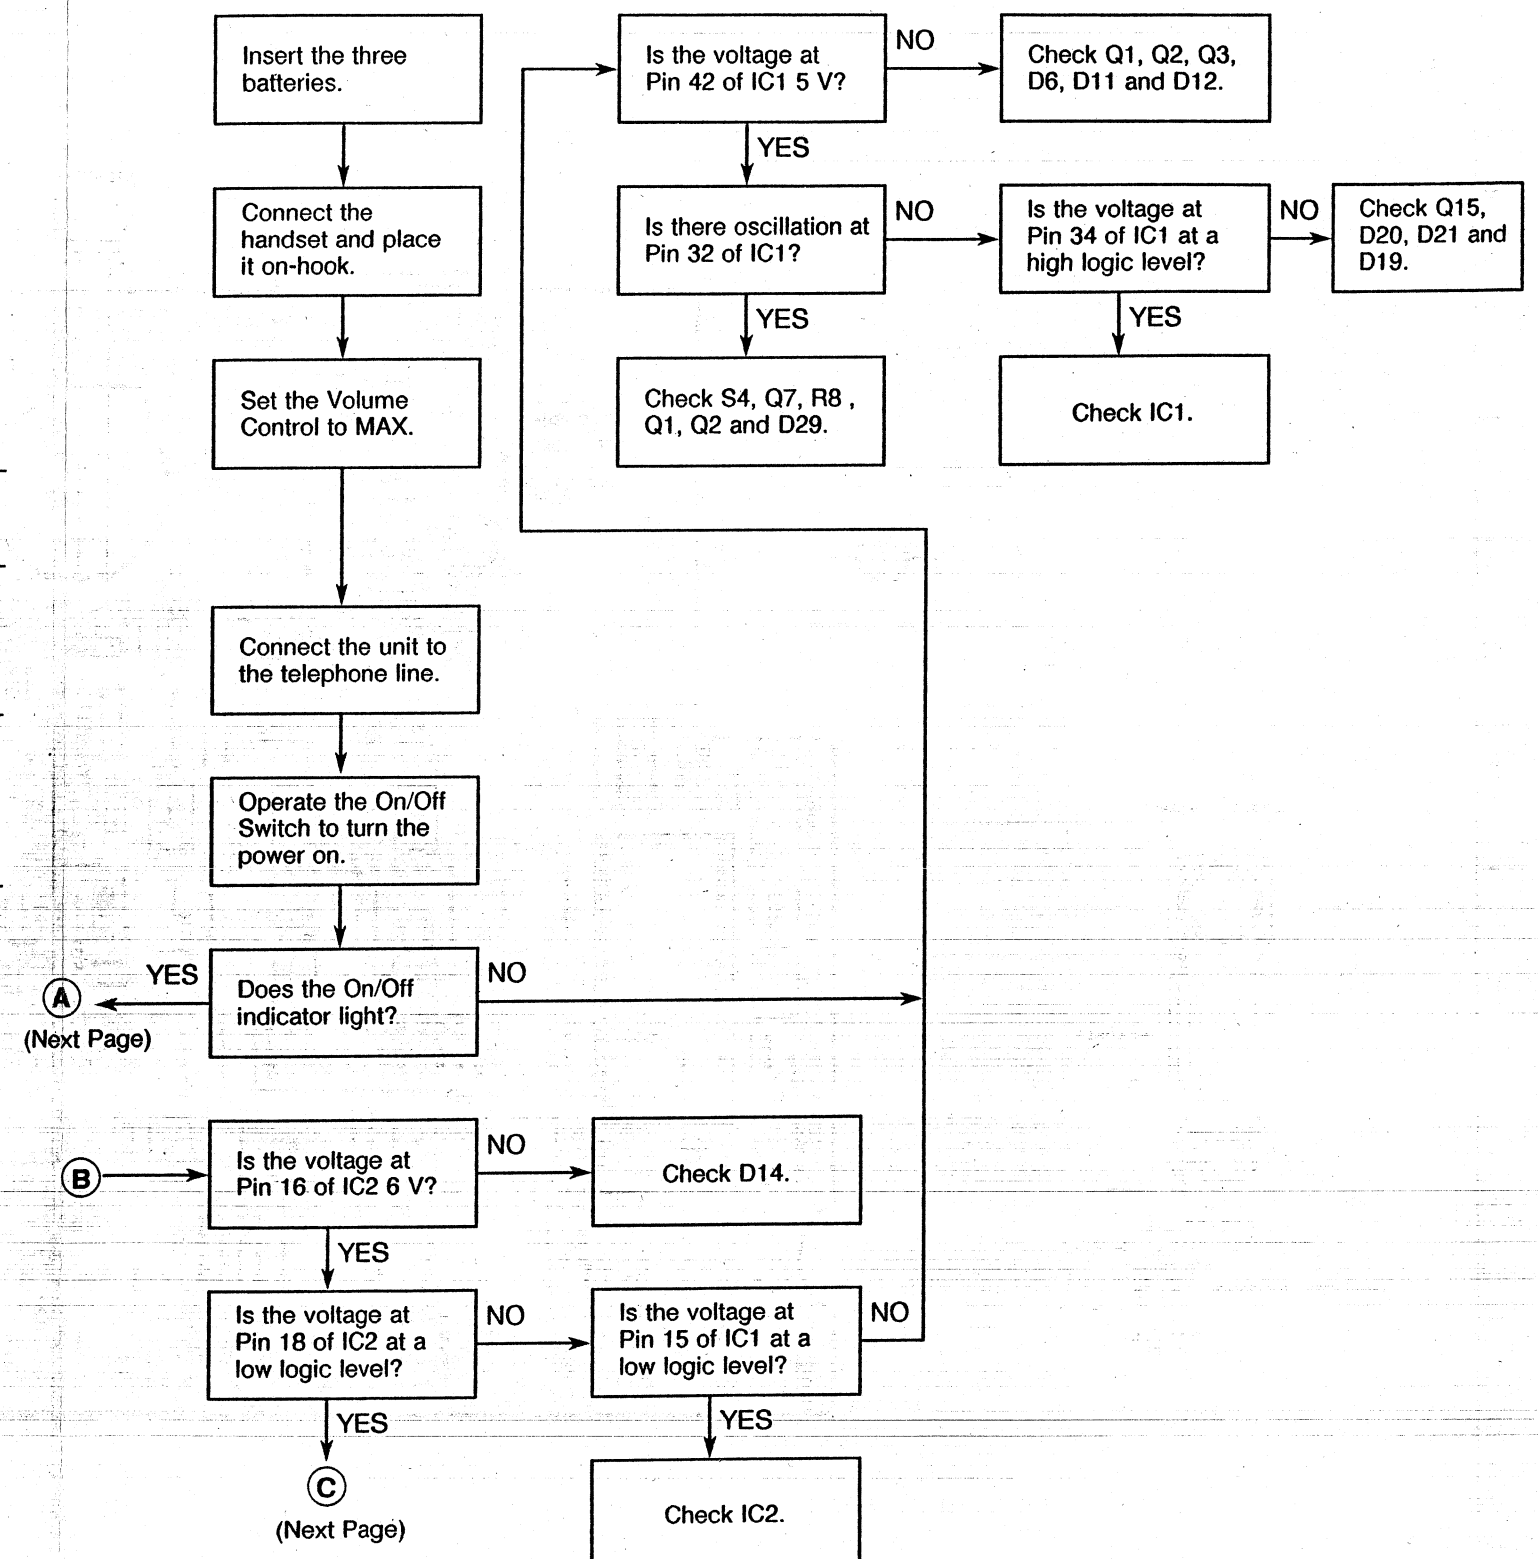 Insert the three
batteries.
Connect the
handset and place
it on-hook.
Set the Volume
Control to MAX.
Connect the unit to
the telephone line.
Operate the On/Off
Switch to turn the
power on.
Does the On/Off
indicator light?
YES
A
(Next Page)
NO
Is the voltage at
Pin 42 of IC1 5 V?
NO
Check Q1, Q2, Q3,
D6, D11 and D12.
YES
Is there oscillation at
Pin 32 of IC1?
NO
Is the voltage at
Pin 34 of IC1 at a
high logic level?
NO
Check Q15,
D20, D21 and
D19.
YES
Check S4, Q7, R8 ,
Q1, Q2 and D29.
YES
Check IC1.
B
Is the voltage at
Pin 16 of IC2 6 V?
NO
Check D14.
YES
Is the voltage at
Pin 18 of IC2 at a
low logic level?
NO
Is the voltage at
Pin 15 of IC1 at a
low logic level?
NO
YES
C
(Next Page)
YES
Check IC2.